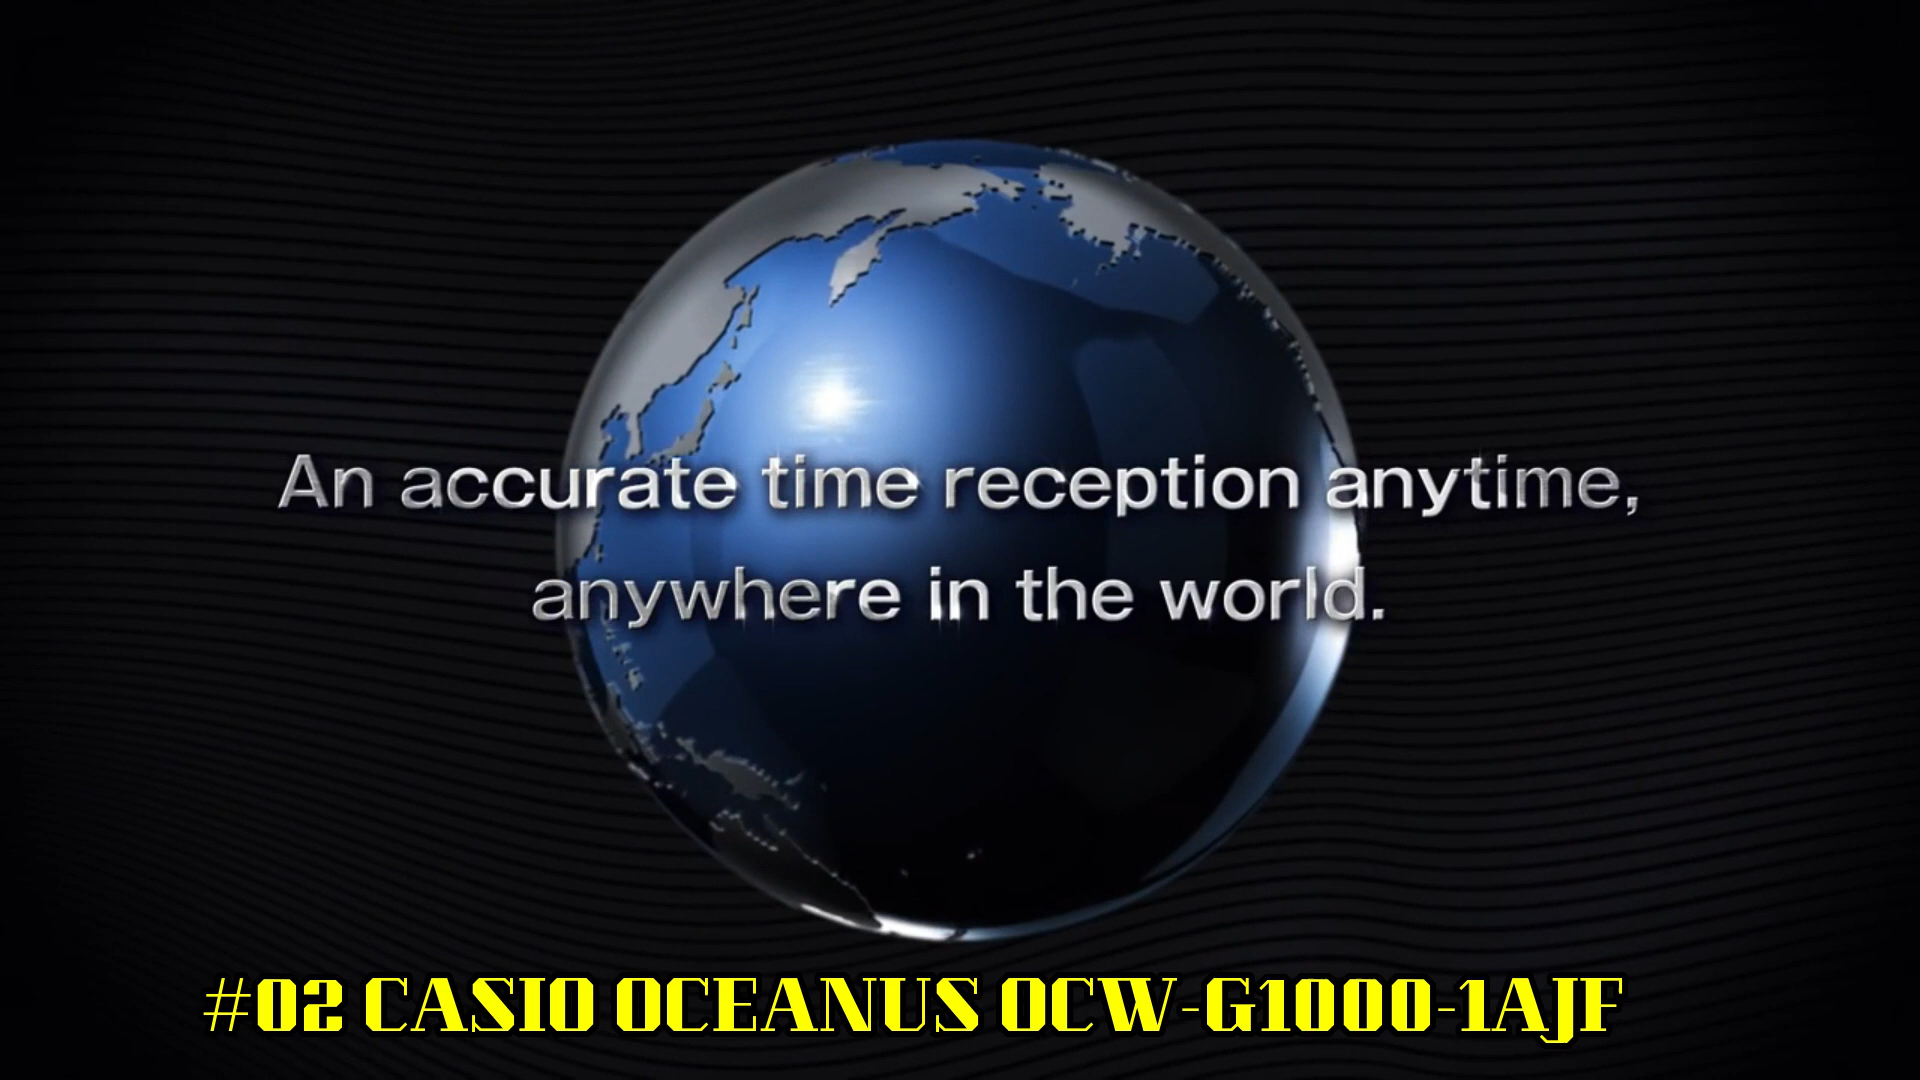 An accurate time reception anytime,
anywhere in the world.
#02 CASIO OCEANUS OCW-G1000-1AJF